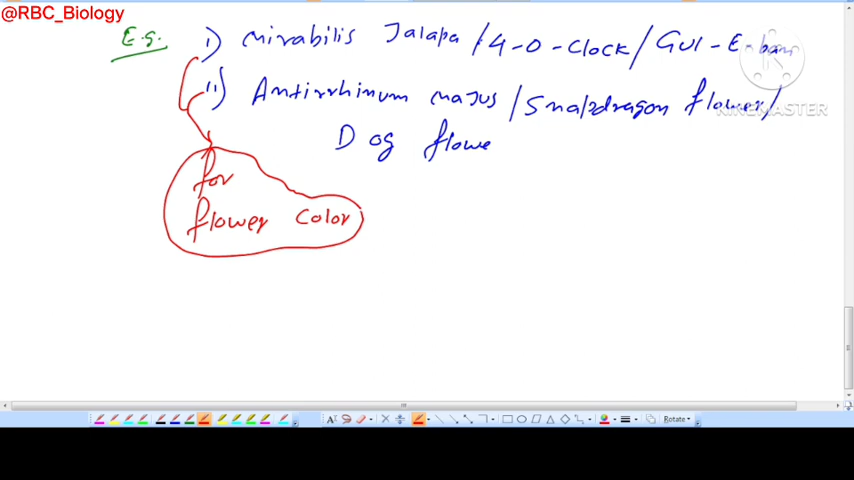 @RBC_Biology
E.g. i) Mirabilis Jalapa / 4-O-Clock / Gul-E-
KINEMASTER
ii) Antirrhinum majus / Snapdragon flower /
Dog flowe
for
flower color
Rotate